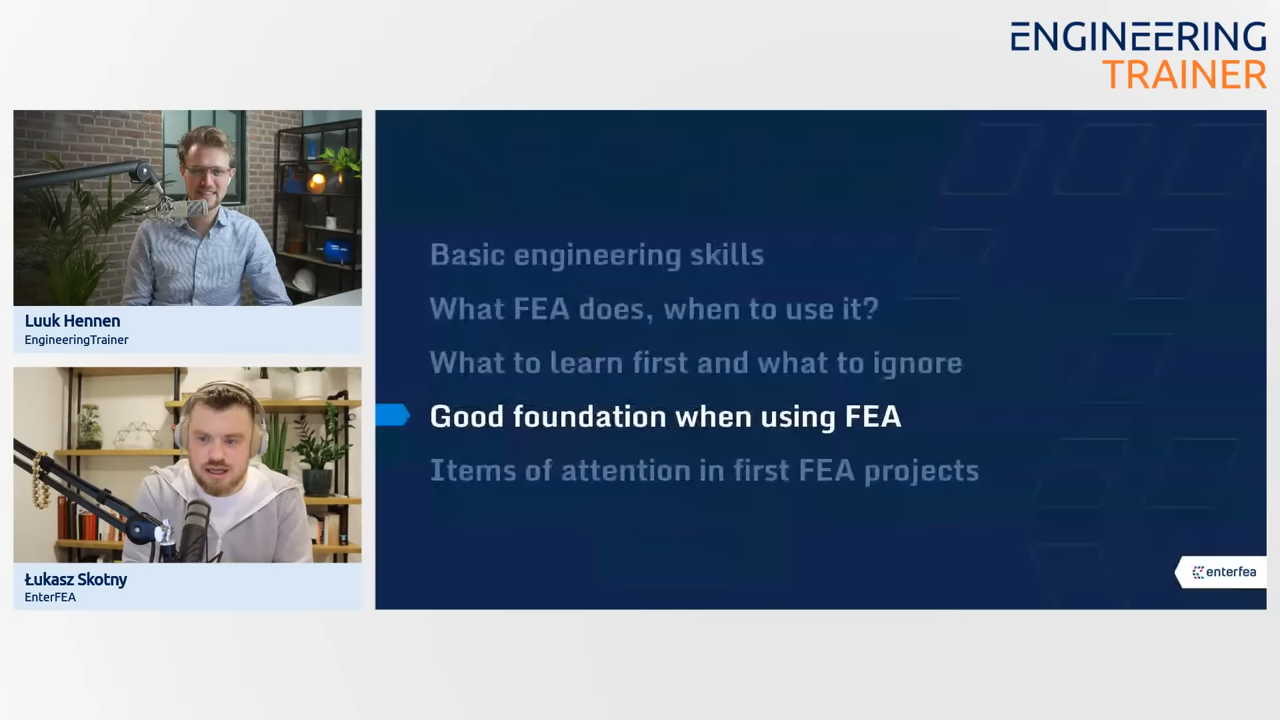 ENGINEERING
TRAINER
Luuk Hennen
EngineeringTrainer
Łukasz Skotny
EnterFEA
Basic engineering skills
What FEA does, when to use it?
What to learn first and what to ignore
Good foundation when using FEA
Items of attention in first FEA projects
enterfea